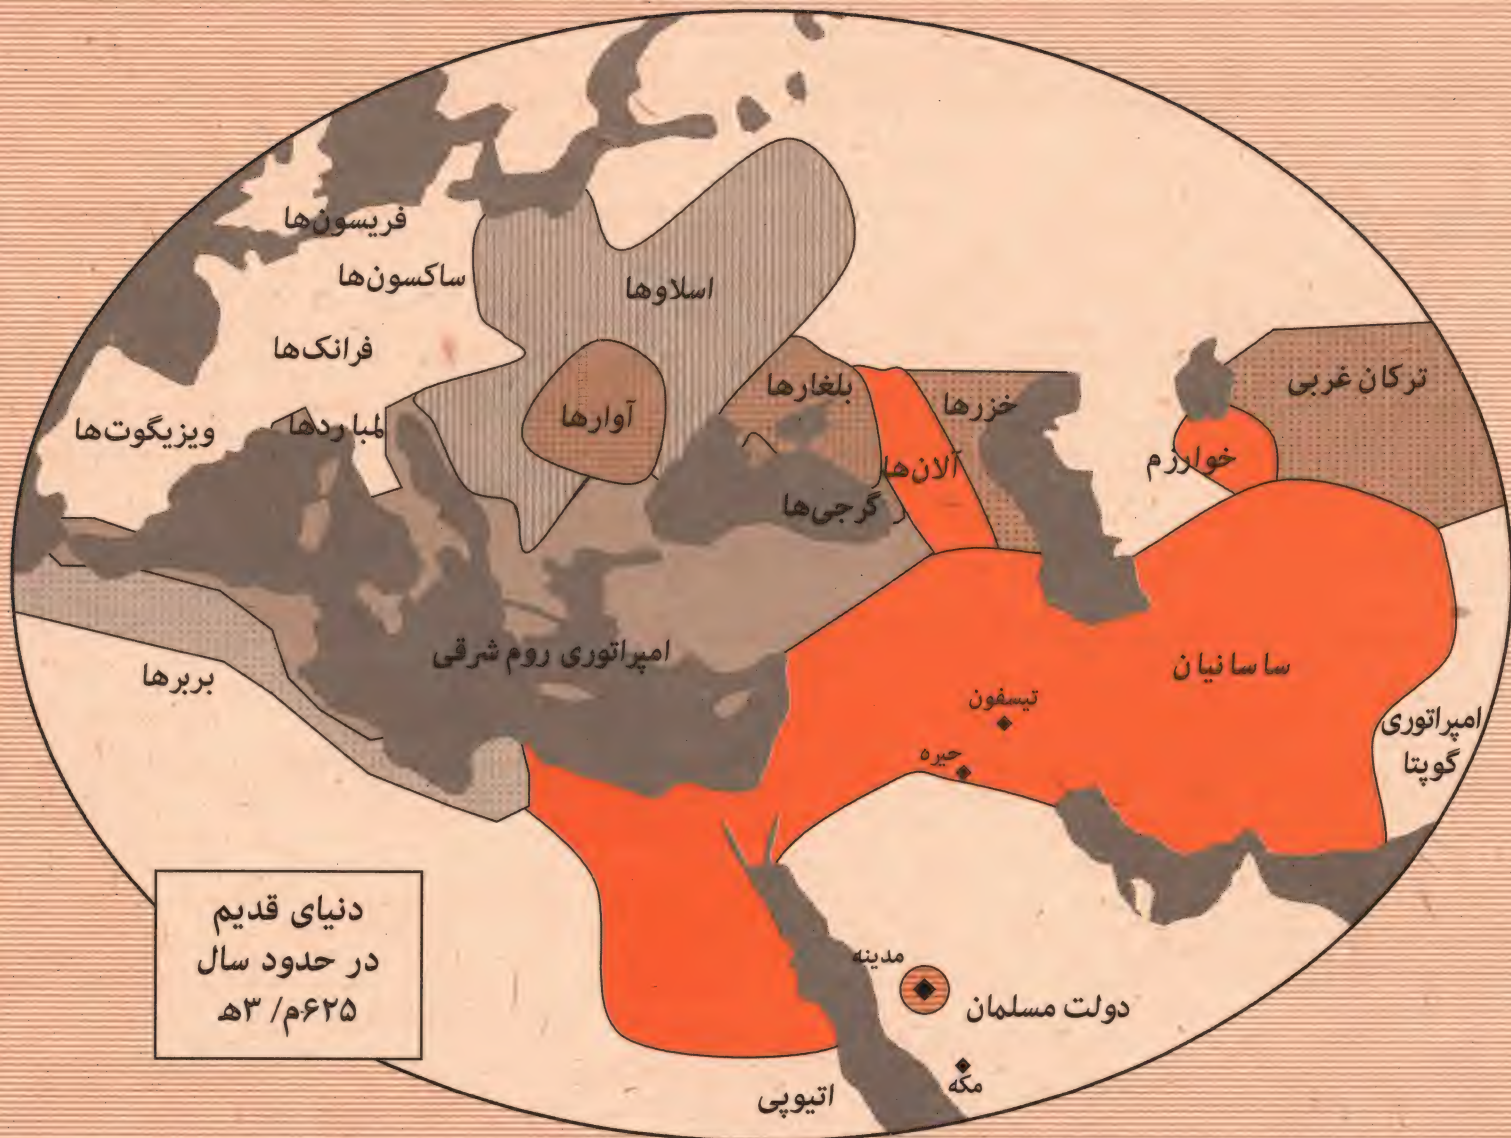 فریسون‌ها
ساکسون‌ها
اسلاوها
فرانک‌ها
ترکان غربی
بلغارها
خزرها
آوارها
لمباردها
ویزیگوت‌ها
آلان‌ها
خوارزم
گرجی‌ها
امپراتوری روم شرقی
ساسانیان
بربرها
تیسفون
امپراتوری
گوپتا
حیره
دنیای قدیم
در حدود سال
۶۲۵م/ ۳ه
مدینه
دولت مسلمان
مکه
اتیوپی